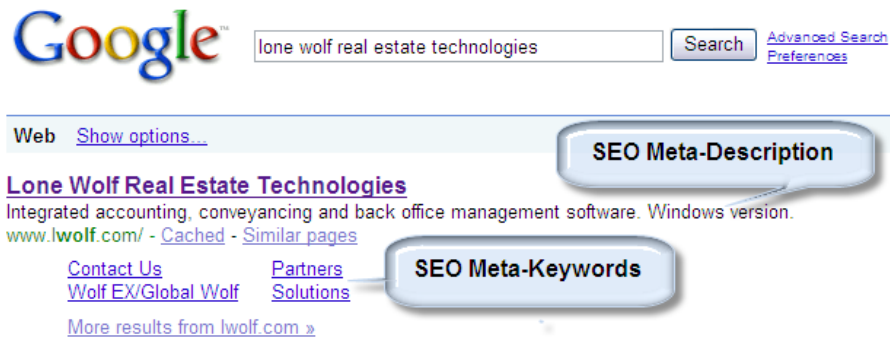 Google™ lone wolf real estate technologies Search Advanced Search
Preferences
Web Show options...
SEO Meta-Description
Lone Wolf Real Estate Technologies
Integrated accounting, conveyancing and back office management software. Windows version.
www.lwolf.com/ - Cached - Similar pages
Contact Us Partners
SEO Meta-Keywords
Wolf EX/Global Wolf Solutions
More results from lwolf.com »